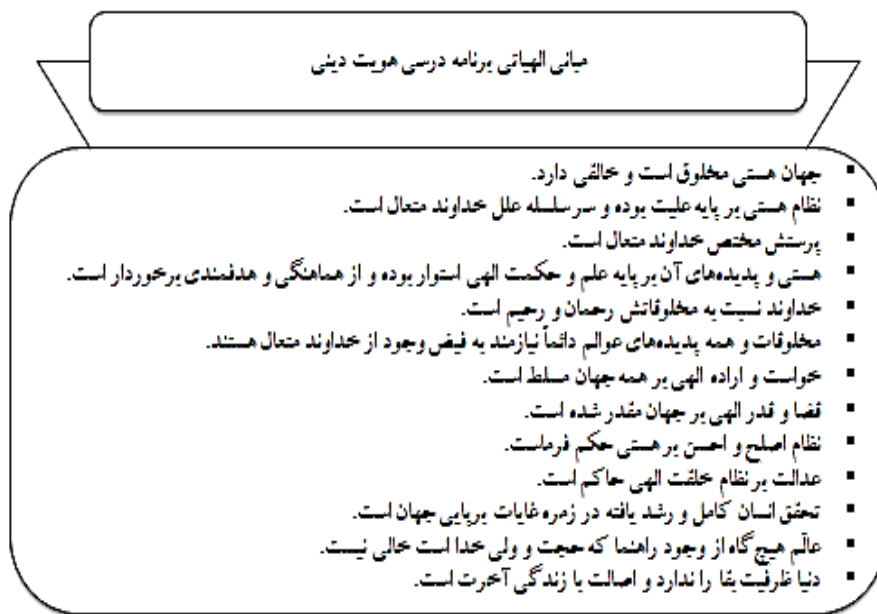 مبانی الهیاتی برنامه درسی هویت دینی
▪ جهان هستی مخلوق است و خالقی دارد.
▪ نظام هستی بر پایه علیت بوده و سر سلسله علل خداوند متعال است.
▪ پرستش مختص خداوند متعال است.
▪ هستی و پدیده‌های آن بر پایه علم و حکمت الهی استوار بوده و از هماهنگی و هدفمندی برخوردار است.
▪ خداوند نسبت به مخلوقاتش رحمان و رحیم است.
▪ مخلوقات و همه پدیده‌های عوالم دائماً نیازمند به فیض وجود از خداوند متعال هستند.
▪ خواست و اراده الهی بر همه جهان مسلط است.
▪ قضا و قدر الهی بر جهان مقدر شده است.
▪ نظام اصلح و احسن بر هستی حکم فرماست.
▪ عدالت بر نظام خلقت الهی حاکم است.
▪ تحقق انسان کامل و رشد یافته در زمره غایات برپایی جهان است.
▪ عالَم هیچ گاه از وجود راهنما که حجت و ولی خدا است خالی نیست.
▪ دنیا ظرفیت بقا را ندارد و اصالت با زندگی آخرت است.